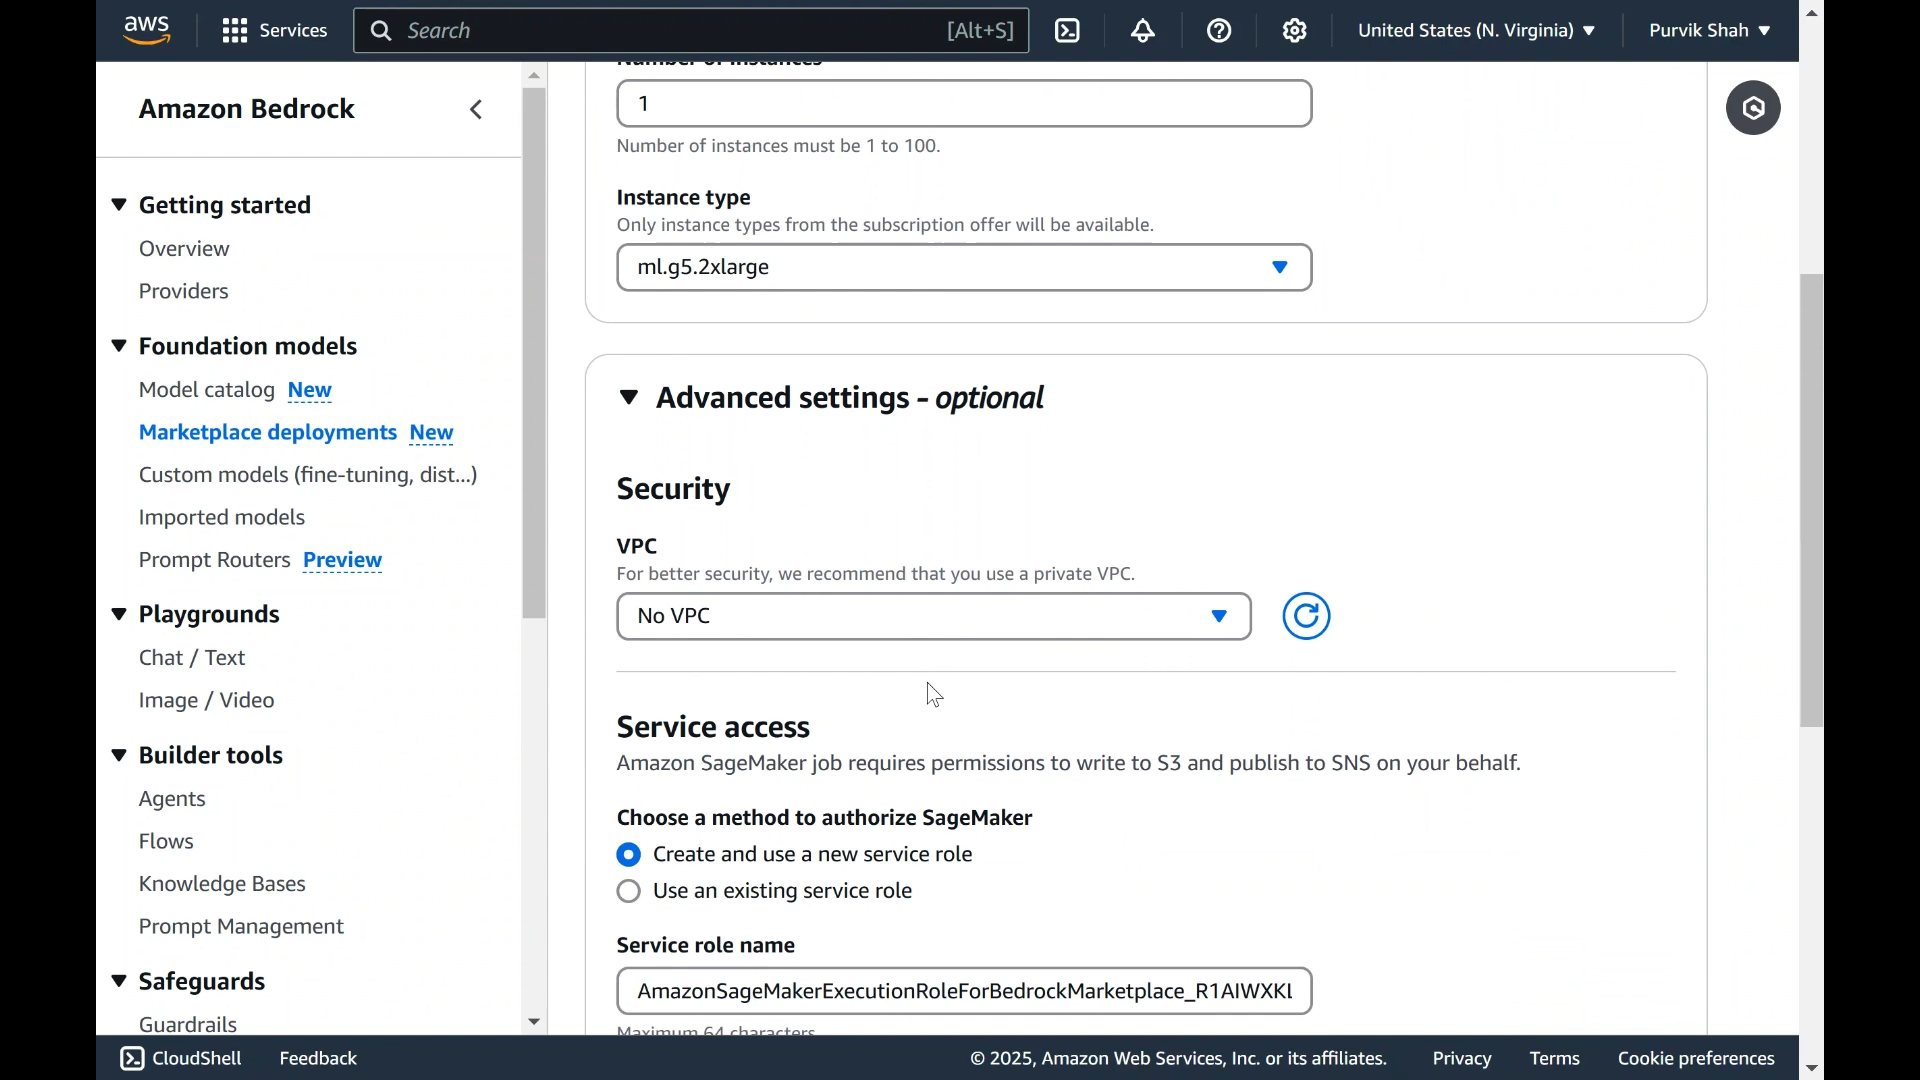 aws
Services
Search
[Alt+S]
United States (N. Virginia)
Purvik Shah
Amazon Bedrock
Getting started
Overview
Providers
Foundation models
Model catalog New
Marketplace deployments New
Custom models (fine-tuning, dist...)
Imported models
Prompt Routers Preview
Playgrounds
Chat / Text
Image / Video
Builder tools
Agents
Flows
Knowledge Bases
Prompt Management
Safeguards
Guardrails
Number of instances
1
Number of instances must be 1 to 100.
Instance type
Only instance types from the subscription offer will be available.
ml.g5.2xlarge
Advanced settings - optional
Security
VPC
For better security, we recommend that you use a private VPC.
No VPC
Service access
Amazon SageMaker job requires permissions to write to S3 and publish to SNS on your behalf.
Choose a method to authorize SageMaker
Create and use a new service role
Use an existing service role
Service role name
AmazonSageMakerExecutionRoleForBedrockMarketplace_R1AIWXKL
Maximum 64 characters
CloudShell
Feedback
© 2025, Amazon Web Services, Inc. or its affiliates.
Privacy
Terms
Cookie preferences